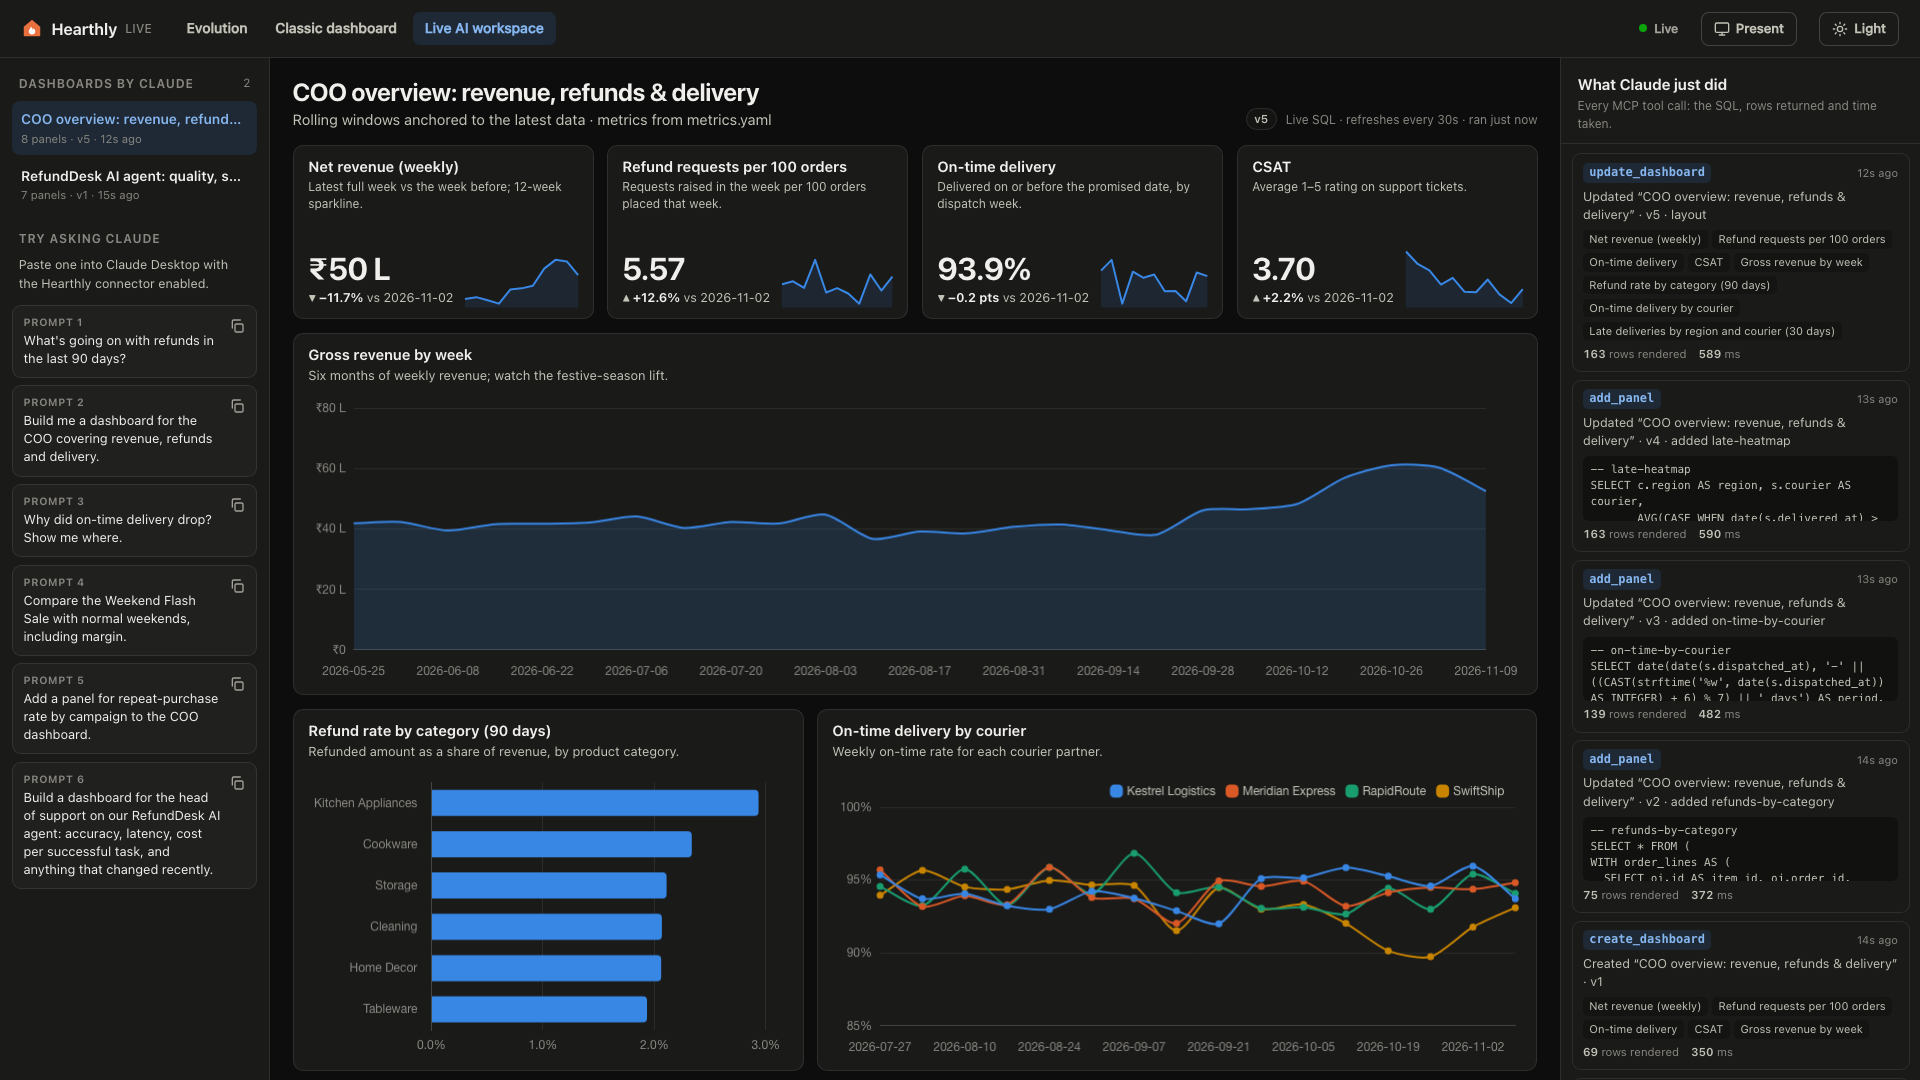 Hearthly LIVE
Evolution
Classic dashboard
Live AI workspace
Live
Present
Light
DASHBOARDS BY CLAUDE 2
COO overview: revenue, refund...
8 panels · v5 · 12s ago
RefundDesk AI agent: quality, s...
7 panels · v1 · 15s ago
TRY ASKING CLAUDE
Paste one into Claude Desktop with
the Hearthly connector enabled.
PROMPT 1
What's going on with refunds in
the last 90 days?
PROMPT 2
Build me a dashboard for the
COO covering revenue, refunds
and delivery.
PROMPT 3
Why did on-time delivery drop?
Show me where.
PROMPT 4
Compare the Weekend Flash
Sale with normal weekends,
including margin.
PROMPT 5
Add a panel for repeat-purchase
rate by campaign to the COO
dashboard.
PROMPT 6
Build a dashboard for the head
of support on our RefundDesk AI
agent: accuracy, latency, cost
per successful task, and
anything that changed recently.
COO overview: revenue, refunds & delivery
Rolling windows anchored to the latest data · metrics from metrics.yaml
v5 Live SQL · refreshes every 30s · ran just now
Net revenue (weekly)
Latest full week vs the week before; 12-week
sparkline.
₹50 L
▼ −11.7% vs 2026-11-02
Refund requests per 100 orders
Requests raised in the week per 100 orders
placed that week.
5.57
▲ +12.6% vs 2026-11-02
On-time delivery
Delivered on or before the promised date, by
dispatch week.
93.9%
▼ −0.2 pts vs 2026-11-02
CSAT
Average 1–5 rating on support tickets.
3.70
▲ +2.2% vs 2026-11-02
Gross revenue by week
Six months of weekly revenue; watch the festive-season lift.
₹80 L
₹60 L
₹40 L
₹20 L
₹0
2026-05-25 2026-06-08 2026-06-22 2026-07-06 2026-07-20 2026-08-03 2026-08-17 2026-08-31 2026-09-14 2026-09-28 2026-10-12 2026-10-26 2026-11-09
Refund rate by category (90 days)
Refunded amount as a share of revenue, by product category.
Kitchen Appliances
Cookware
Storage
Cleaning
Home Decor
Tableware
0.0% 1.0% 2.0% 3.0%
On-time delivery by courier
Weekly on-time rate for each courier partner.
Kestrel Logistics Meridian Express RapidRoute SwiftShip
100%
95%
90%
85%
2026-07-27 2026-08-10 2026-08-24 2026-09-07 2026-09-21 2026-10-05 2026-10-19 2026-11-02
What Claude just did
Every MCP tool call: the SQL, rows returned and time
taken.
update_dashboard 12s ago
Updated “COO overview: revenue, refunds &
delivery” · v5 · layout
Net revenue (weekly) Refund requests per 100 orders
On-time delivery CSAT Gross revenue by week
Refund rate by category (90 days)
On-time delivery by courier
Late deliveries by region and courier (30 days)
163 rows rendered 589 ms
add_panel 13s ago
Updated “COO overview: revenue, refunds &
delivery” · v4 · added late-heatmap
-- late-heatmap
SELECT c.region AS region, s.courier AS
courier,
AVG(CASE WHEN date(s.delivered_at) >
163 rows rendered 590 ms
add_panel 13s ago
Updated “COO overview: revenue, refunds &
delivery” · v3 · added on-time-by-courier
-- on-time-by-courier
SELECT date(date(s.dispatched_at), '-' ||
((CAST(strftime('%w', date(s.dispatched_at))
AS INTEGER) + 6) % 7) || ' days') AS period,
139 rows rendered 482 ms
add_panel 14s ago
Updated “COO overview: revenue, refunds &
delivery” · v2 · added refunds-by-category
-- refunds-by-category
SELECT * FROM (
WITH order_lines AS (
SELECT oi.id AS item_id, oi.order_id,
75 rows rendered 372 ms
create_dashboard 14s ago
Created “COO overview: revenue, refunds & delivery”
· v1
Net revenue (weekly) Refund requests per 100 orders
On-time delivery CSAT Gross revenue by week
69 rows rendered 350 ms